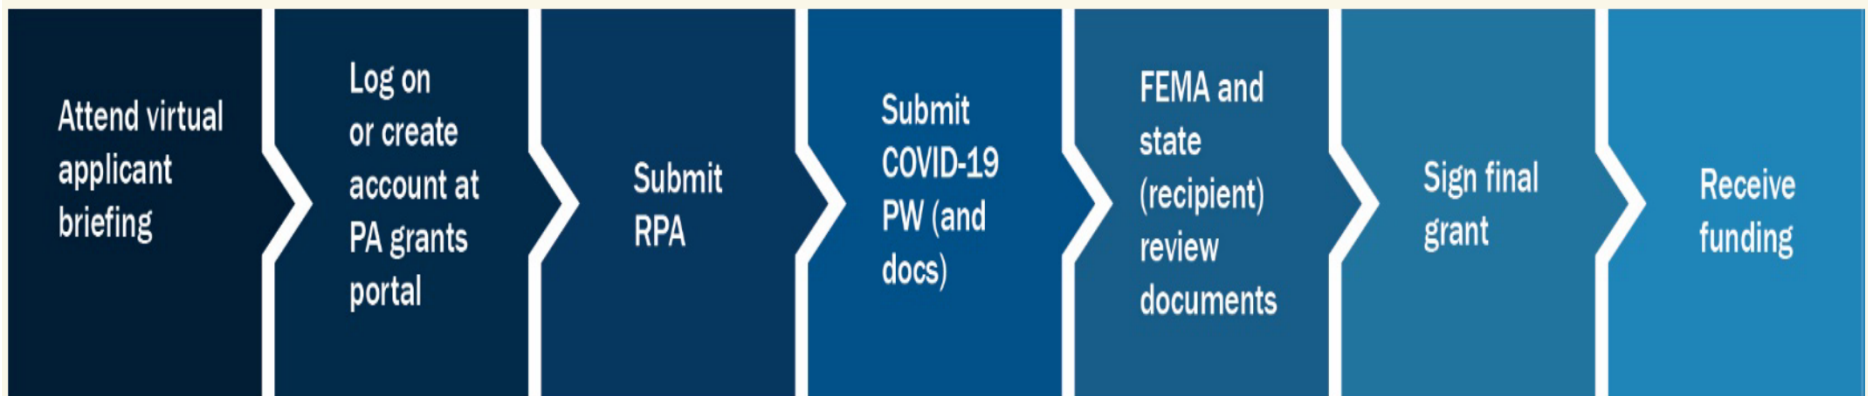 Attend virtual
applicant
briefing
Log on
or create
account at
PA grants
portal
Submit
RPA
Submit
COVID-19
PW (and
docs)
FEMA and
state
(recipient)
review
documents
Sign final
grant
Receive
funding